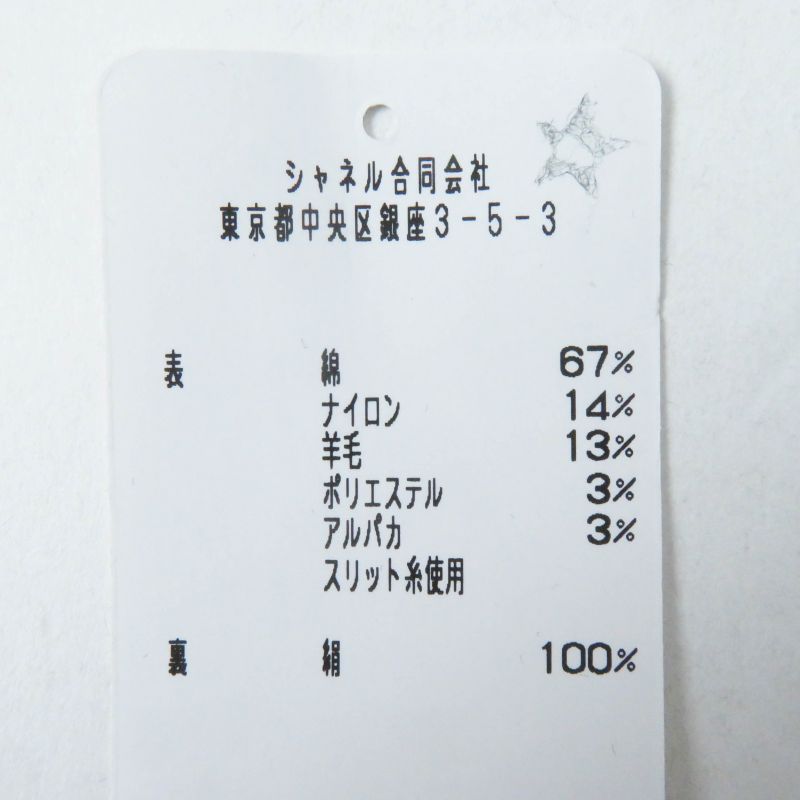 シャネル合同会社
東京都中央区銀座3-5-3
表 綿 67%
ナイロン 14%
羊毛 13%
ポリエステル 3%
アルパカ 3%
スリット糸使用
裏 絹 100%